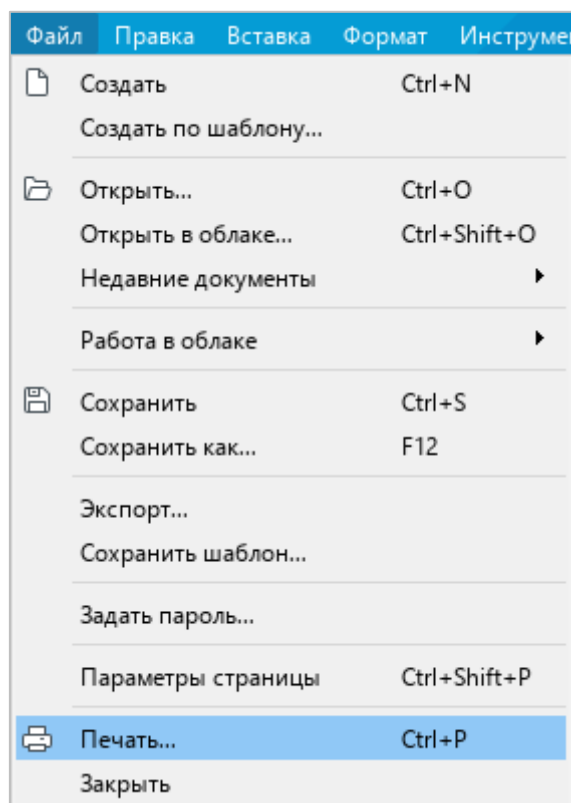 Файл Правка Вставка Формат
Создать Ctrl+N
Создать по шаблону...
Открыть... Ctrl+O
Открыть в облаке... Ctrl+Shift+O
Недавние документы
Работа в облаке
Сохранить Ctrl+S
Сохранить как... F12
Экспорт...
Сохранить шаблон...
Задать пароль...
Параметры страницы Ctrl+Shift+P
Печать... Ctrl+P
Закрыть